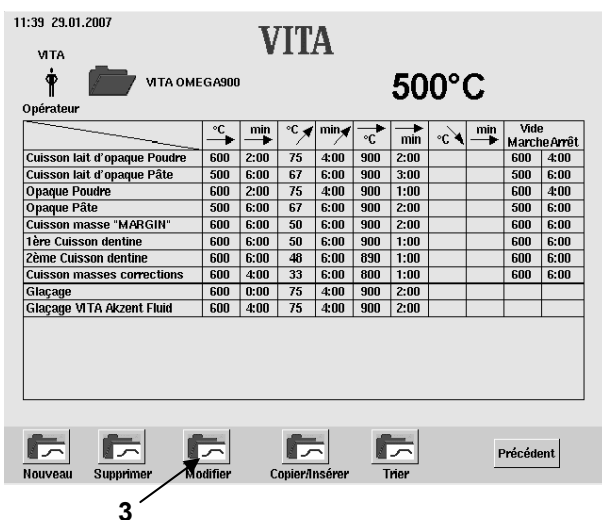 11:39 29.01.2007
VITA
VITA
VITA OMEGA900
500°C
Opérateur
°C min °C min °C min °C min Vide
Marche Arrêt
Cuisson lait d'opaque Poudre 600 2:00 75 4:00 900 2:00 600 4:00
Cuisson lait d'opaque Pâte 500 6:00 67 6:00 900 3:00 500 6:00
Opaque Poudre 600 2:00 75 4:00 900 1:00 600 4:00
Opaque Pâte 500 6:00 67 6:00 900 2:00 500 6:00
Cuisson masse "MARGIN" 600 6:00 50 6:00 900 2:00 600 6:00
1ère Cuisson dentine 600 6:00 50 6:00 900 1:00 600 6:00
2ème Cuisson dentine 600 6:00 48 6:00 890 1:00 600 6:00
Cuisson masses corrections 600 4:00 33 6:00 800 1:00 600 6:00
Glaçage 600 0:00 75 4:00 900 2:00
Glaçage VITA Akzent Fluid 600 4:00 75 4:00 900 2:00
Nouveau Supprimer Modifier Copier/Insérer Trier Précédent
3